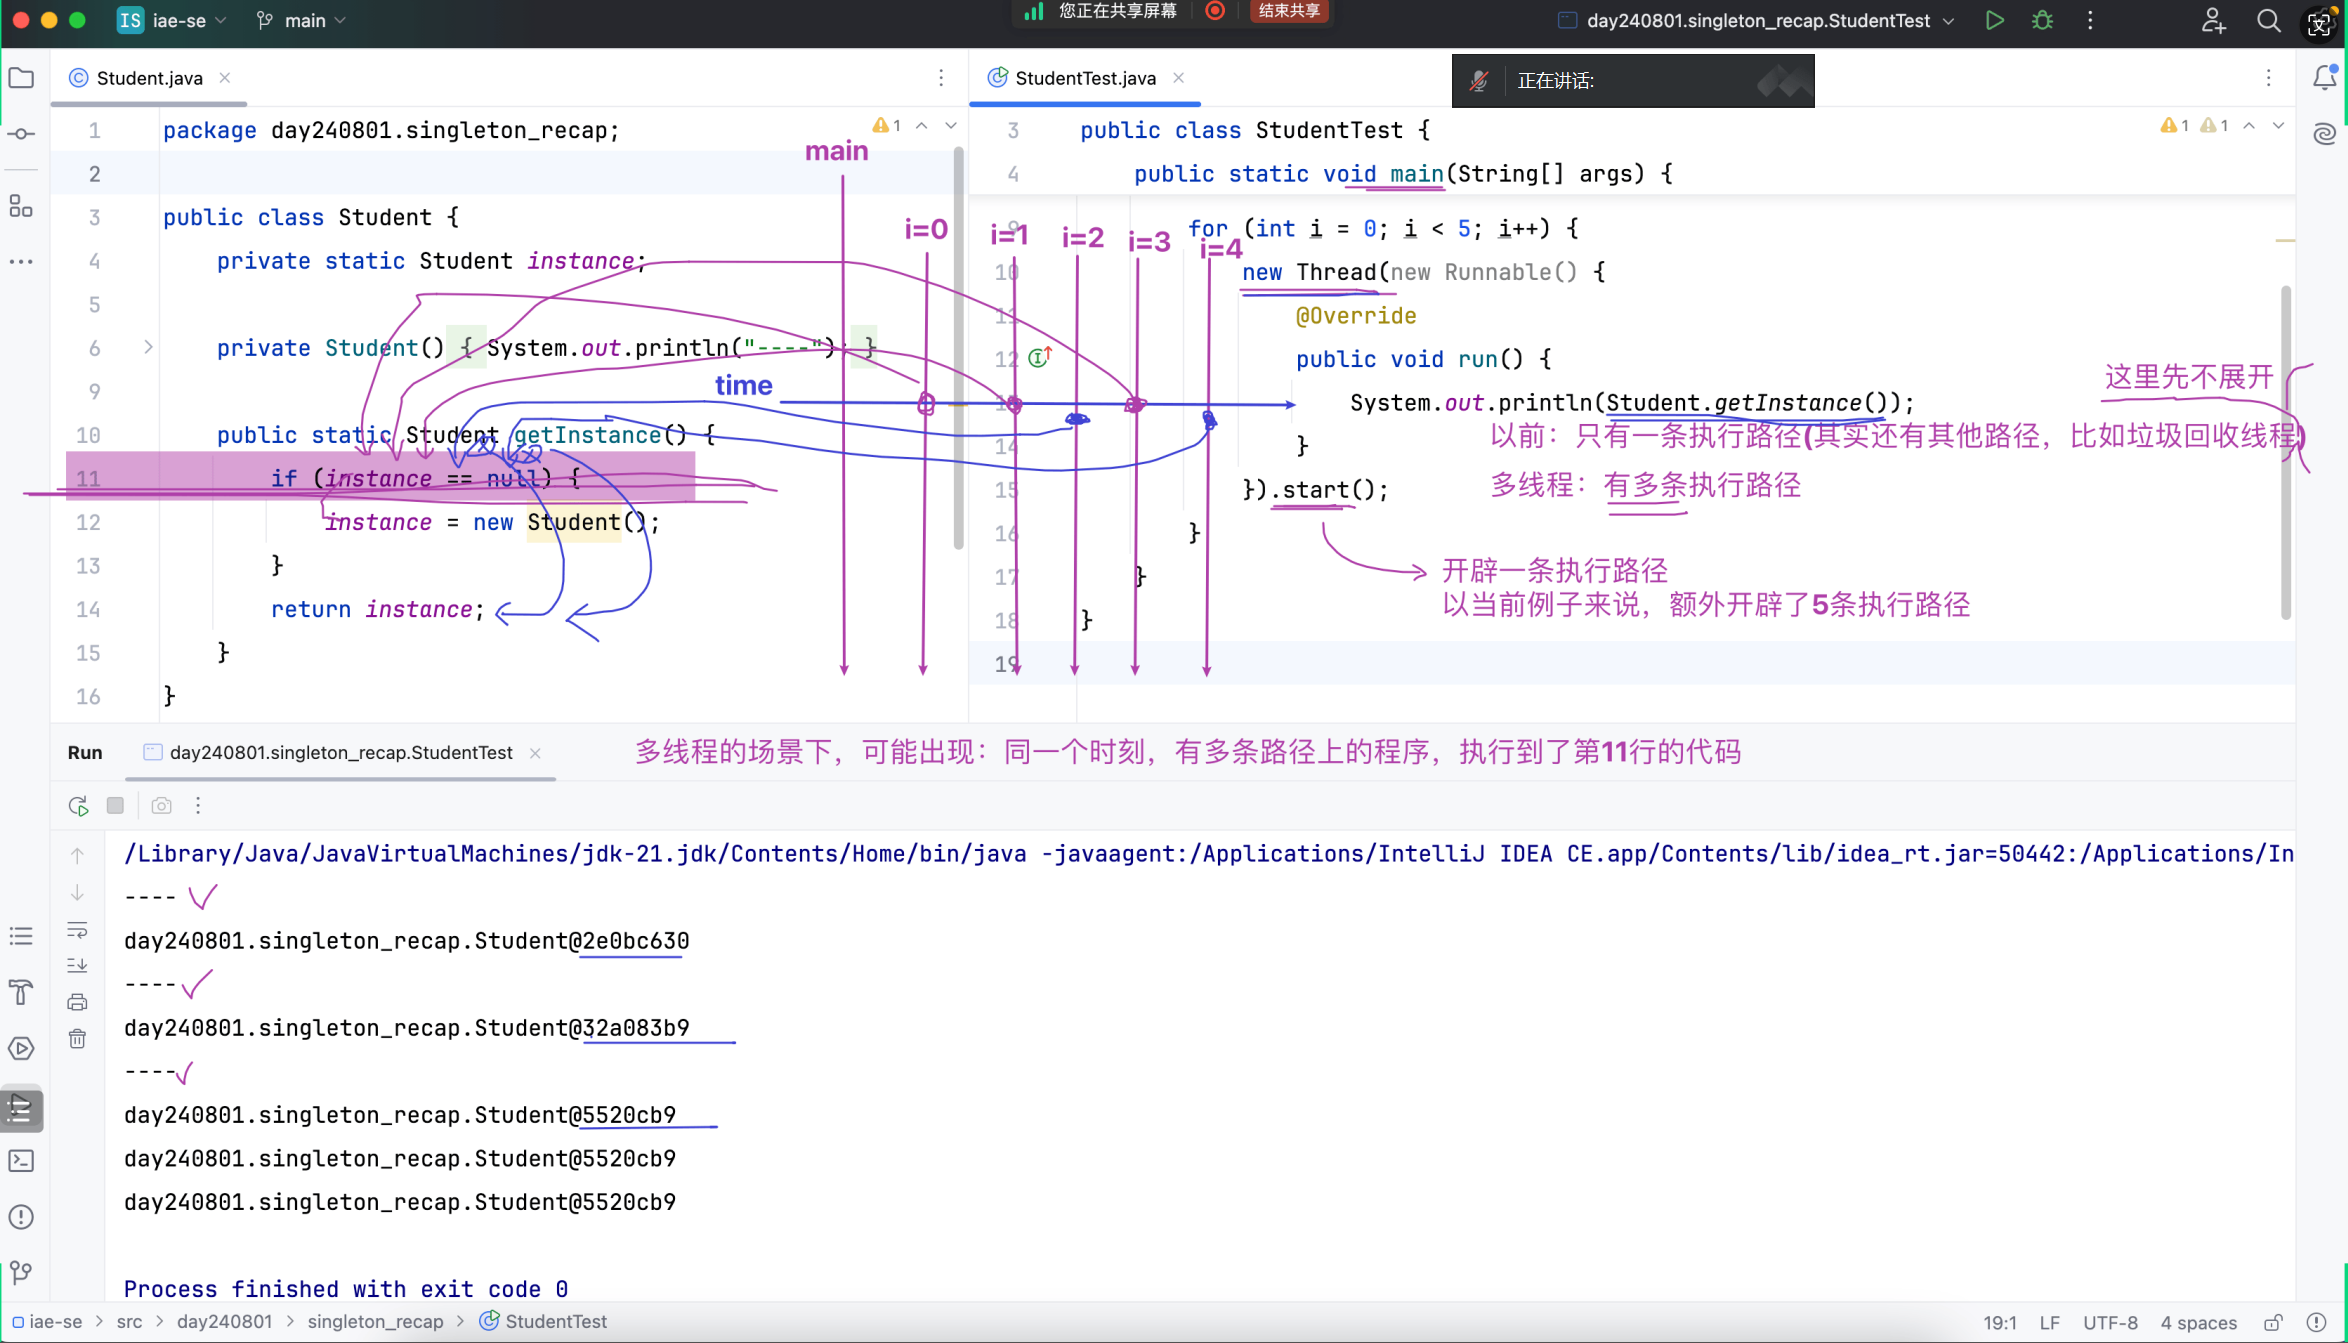 IS iae-se main
您正在共享屏幕 结束共享
day240801.singleton_recap.StudentTest
Student.java
StudentTest.java
正在讲话:
1 package day240801.singleton_recap;
2
3 public class Student {
4 private static Student instance;
5
6 private Student() { System.out.println("----"); }
9
10 public static Student getInstance() {
11 if (instance == null) {
12 instance = new Student();
13 }
14 return instance;
15 }
16 }
1
main
time
i=0
i=1
i=2
i=3
i=4
1 1
3 public class StudentTest {
4 public static void main(String[] args) {
9 for (int i = 0; i < 5; i++) {
10 new Thread(new Runnable() {
11 @Override
12 public void run() {
System.out.println(Student.getInstance());
14 }
15 }).start();
16 }
17 }
18 }
19
这里先不展开
以前：只有一条执行路径(其实还有其他路径，比如垃圾回收线程)
多线程：有多条执行路径
开辟一条执行路径
以当前例子来说，额外开辟了5条执行路径
Run day240801.singleton_recap.StudentTest
多线程的场景下，可能出现：同一个时刻，有多条路径上的程序，执行到了第11行的代码
/Library/Java/JavaVirtualMachines/jdk-21.jdk/Contents/Home/bin/java -javaagent:/Applications/IntelliJ IDEA CE.app/Contents/lib/idea_rt.jar=50442:/Applications/In
----
day240801.singleton_recap.Student@2e0bc630
----
day240801.singleton_recap.Student@32a083b9
----
day240801.singleton_recap.Student@5520cb9
day240801.singleton_recap.Student@5520cb9
day240801.singleton_recap.Student@5520cb9
Process finished with exit code 0
iae-se > src > day240801 > singleton_recap > StudentTest
19:1 LF UTF-8 4 spaces